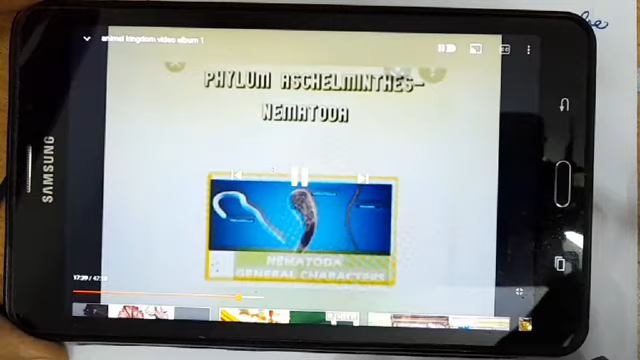 animal kingdom video album 1
PHYLUM ASCHELMINTHES-
NEMATODA
NEMATODA
GENERAL CHARACTERS
SAMSUNG